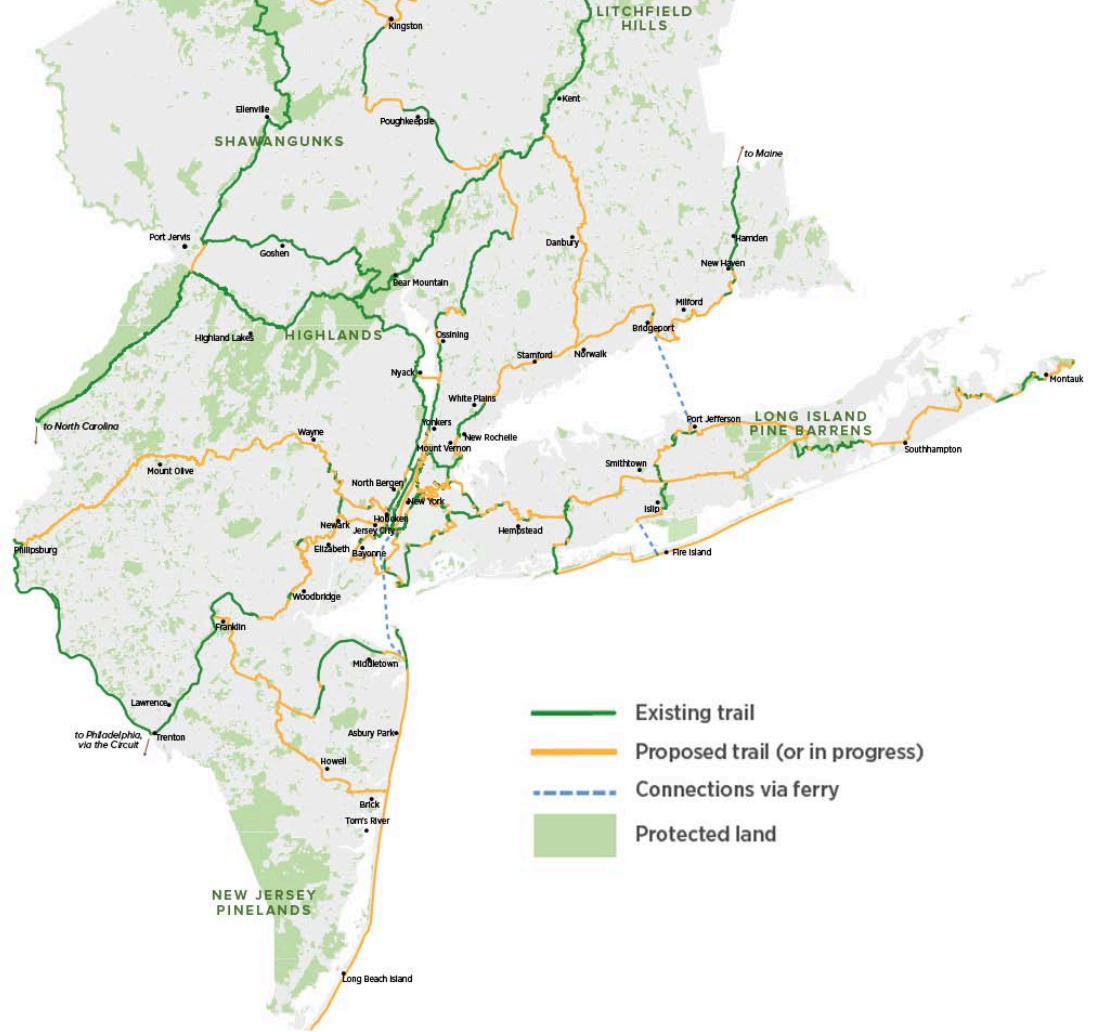 LITCHFIELD
HILLS
Kingston
Kent
Ellenville
Poughkeepsie
SHAWANGUNKS
to Maine
Port Jervis
Goshen
Danbury
Hamden
New Haven
Bear Mountain
Milford
Highland Lakes
HIGHLANDS
Ossining
Bridgeport
Stamford
Norwalk
Nyack
Montauk
White Plains
to North Carolina
Port Jefferson
LONG ISLAND
PINE BARRENS
Yonkers
Wayne
New Rochelle
Mount Vernon
Southhampton
Mount Olive
Smithtown
North Bergen
New York
Islip
Hoboken
Newark
Jersey City
Hempstead
Philipsburg
Elizabeth
Bayonne
Fire Island
Woodbridge
Franklin
Middletown
Lawrence
Existing trail
to Philadelphia,
via the Circuit
Trenton
Asbury Park
Proposed trail (or in progress)
Howell
Connections via ferry
Brick
Tom's River
Protected land
NEW JERSEY
PINELANDS
Long Beach Island